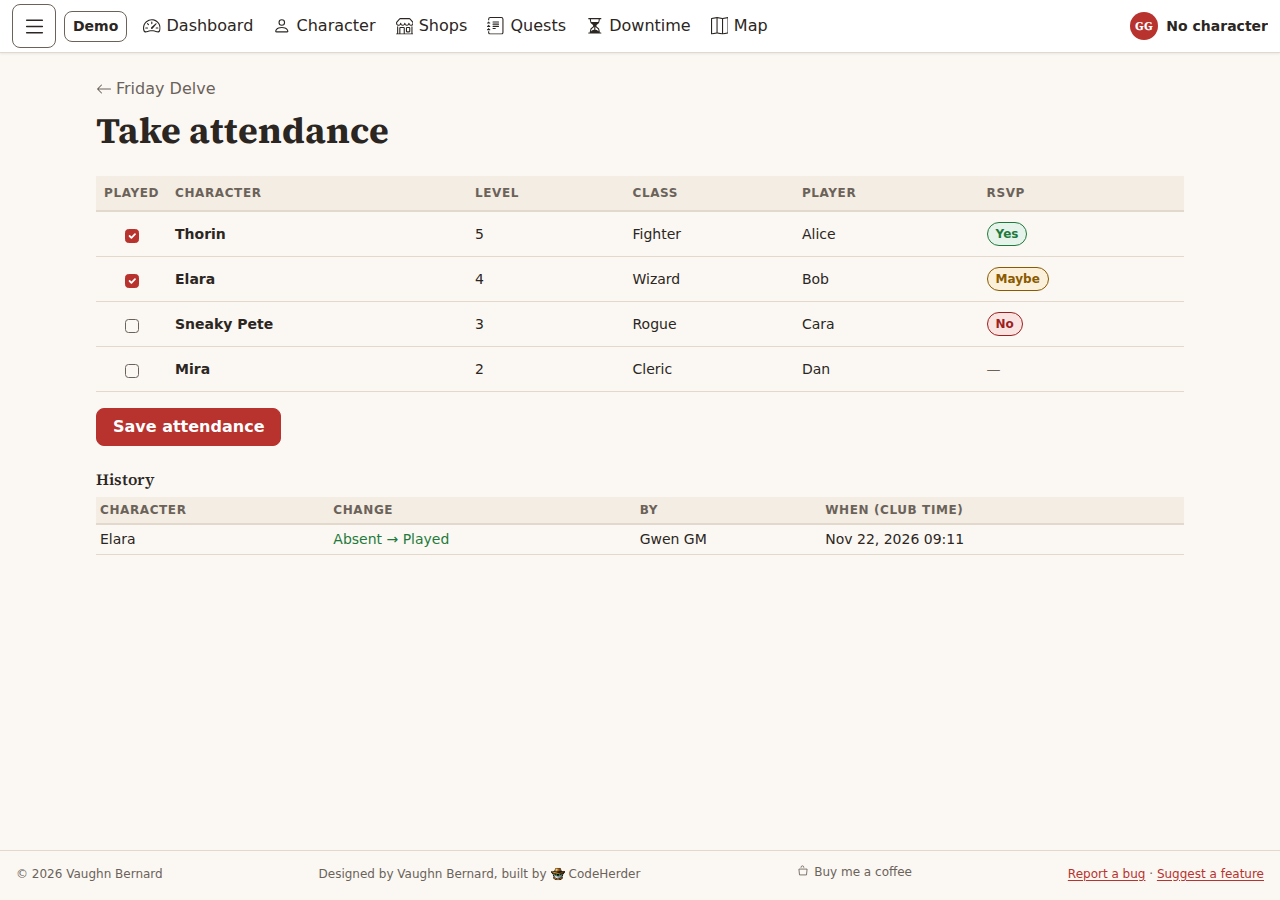 Demo Dashboard Character Shops Quests Downtime Map GG No character
← Friday Delve
Take attendance
PLAYED CHARACTER LEVEL CLASS PLAYER RSVP
Thorin 5 Fighter Alice Yes
Elara 4 Wizard Bob Maybe
Sneaky Pete 3 Rogue Cara No
Mira 2 Cleric Dan —
Save attendance
History
CHARACTER CHANGE BY WHEN (CLUB TIME)
Elara Absent → Played Gwen GM Nov 22, 2026 09:11
© 2026 Vaughn Bernard Designed by Vaughn Bernard, built by CodeHerder Buy me a coffee Report a bug · Suggest a feature